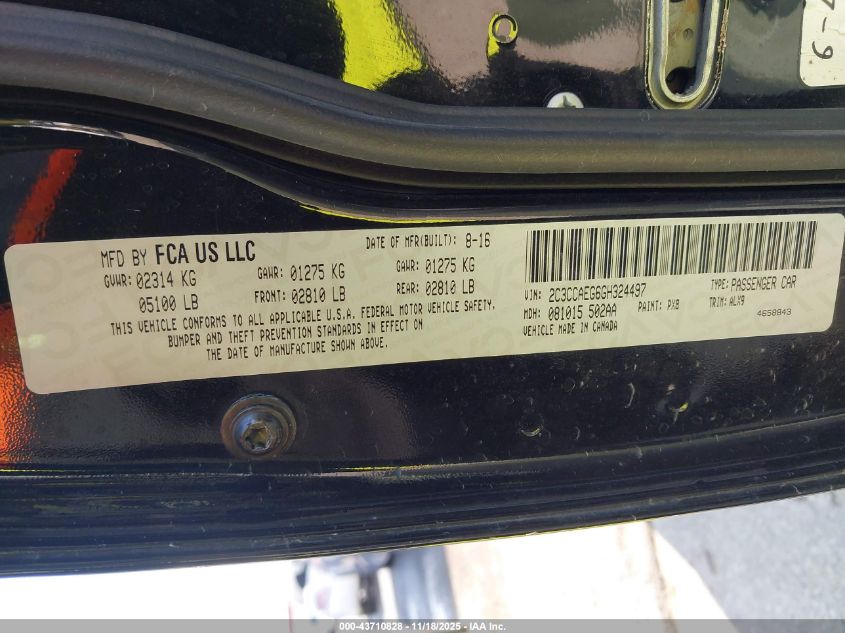 6-
MFD BY FCA US LLC
DATE OF MFR(BUILT): 8-16
GVWR: 02314 KG
GAWR: 01275 KG
GAWR: 01275 KG
05100 LB
FRONT: 02810 LB
REAR: 02810 LB
THIS VEHICLE CONFORMS TO ALL APPLICABLE U.S.A. FEDERAL MOTOR VEHICLE SAFETY,
BUMPER AND THEFT PREVENTION STANDARDS IN EFFECT ON
THE DATE OF MANUFACTURE SHOWN ABOVE.
VIN: 2C3CCAEG6GH324497
TYPE: PASSENGER CAR
MDH: 081015 502AA
PAINT: PX8
TRIM: ALX9
VEHICLE MADE IN CANADA
4658843
000-43710828 - 11/18/2025 - IAA Inc.